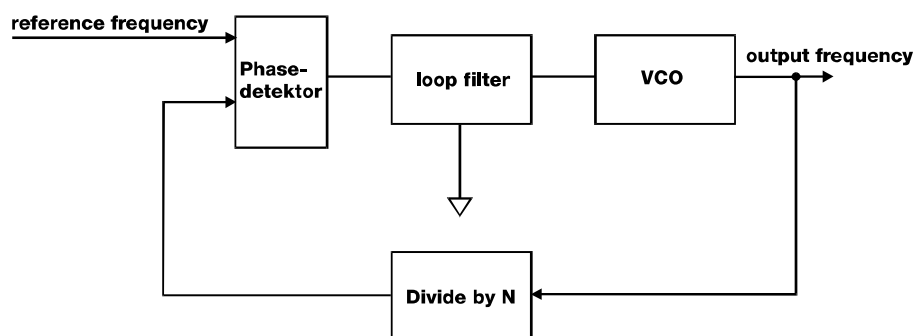 reference frequency
Phase-
detektor
loop filter
VCO
output frequency
Divide by N